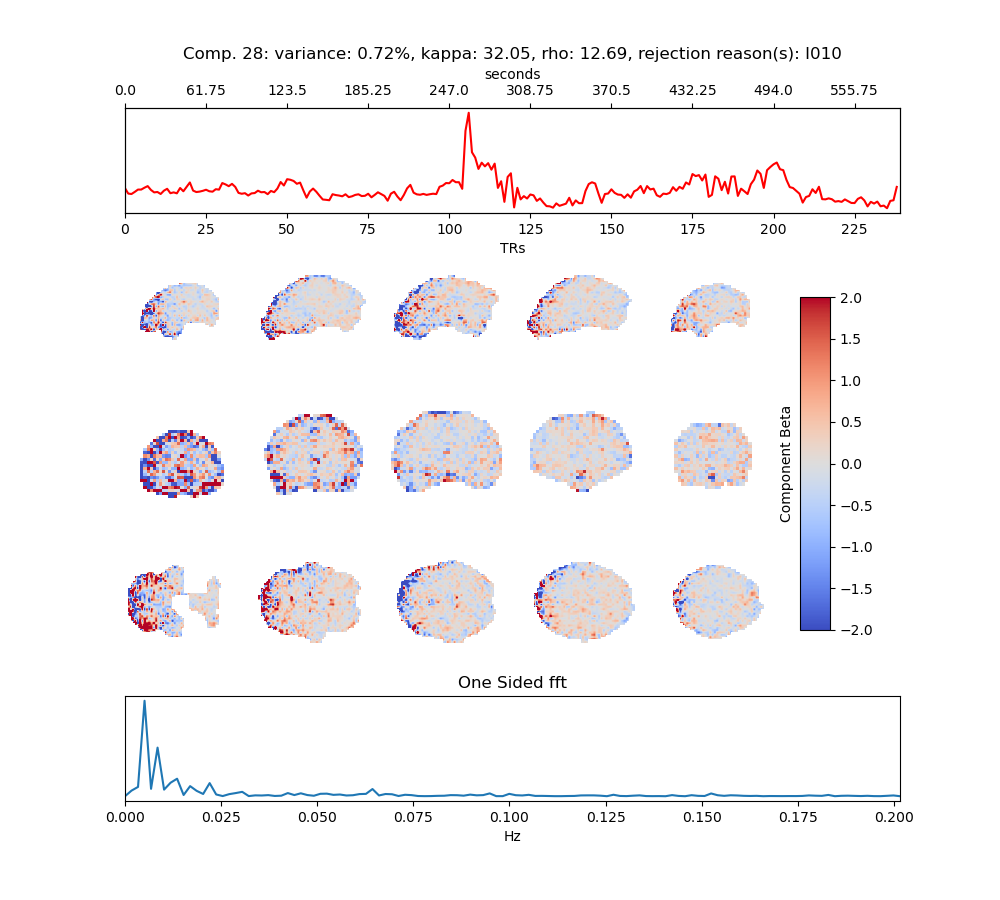 Comp. 28: variance: 0.72%, kappa: 32.05, rho: 12.69, rejection reason(s): I010
seconds
0.0 61.75 123.5 185.25 247.0 308.75 370.5 432.25 494.0 555.75
0 25 50 75 100 125 150 175 200 225
TRs
2.0
1.5
1.0
0.5
0.0
−0.5
−1.0
−1.5
−2.0
Component Beta
One Sided fft
0.000 0.025 0.050 0.075 0.100 0.125 0.150 0.175 0.200
Hz